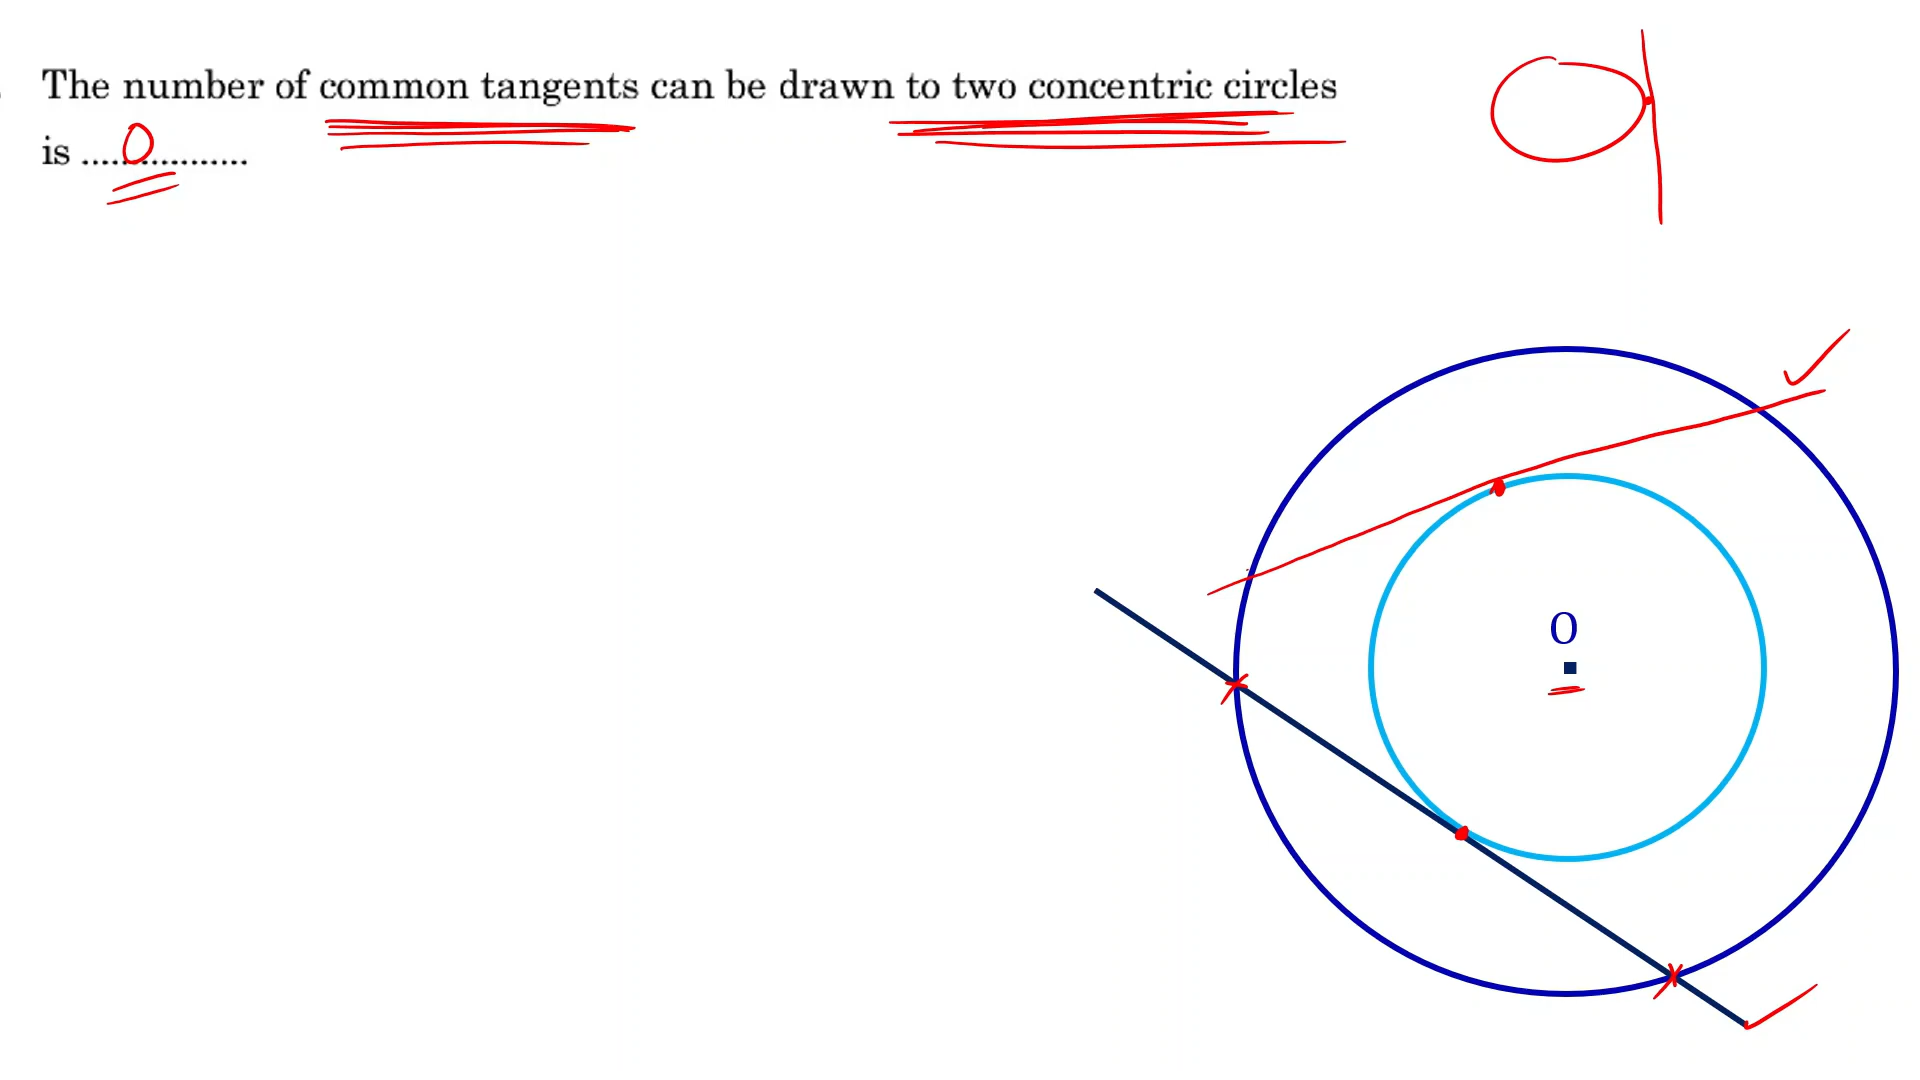 The number of common tangents can be drawn to two concentric circles
is ....0............
O